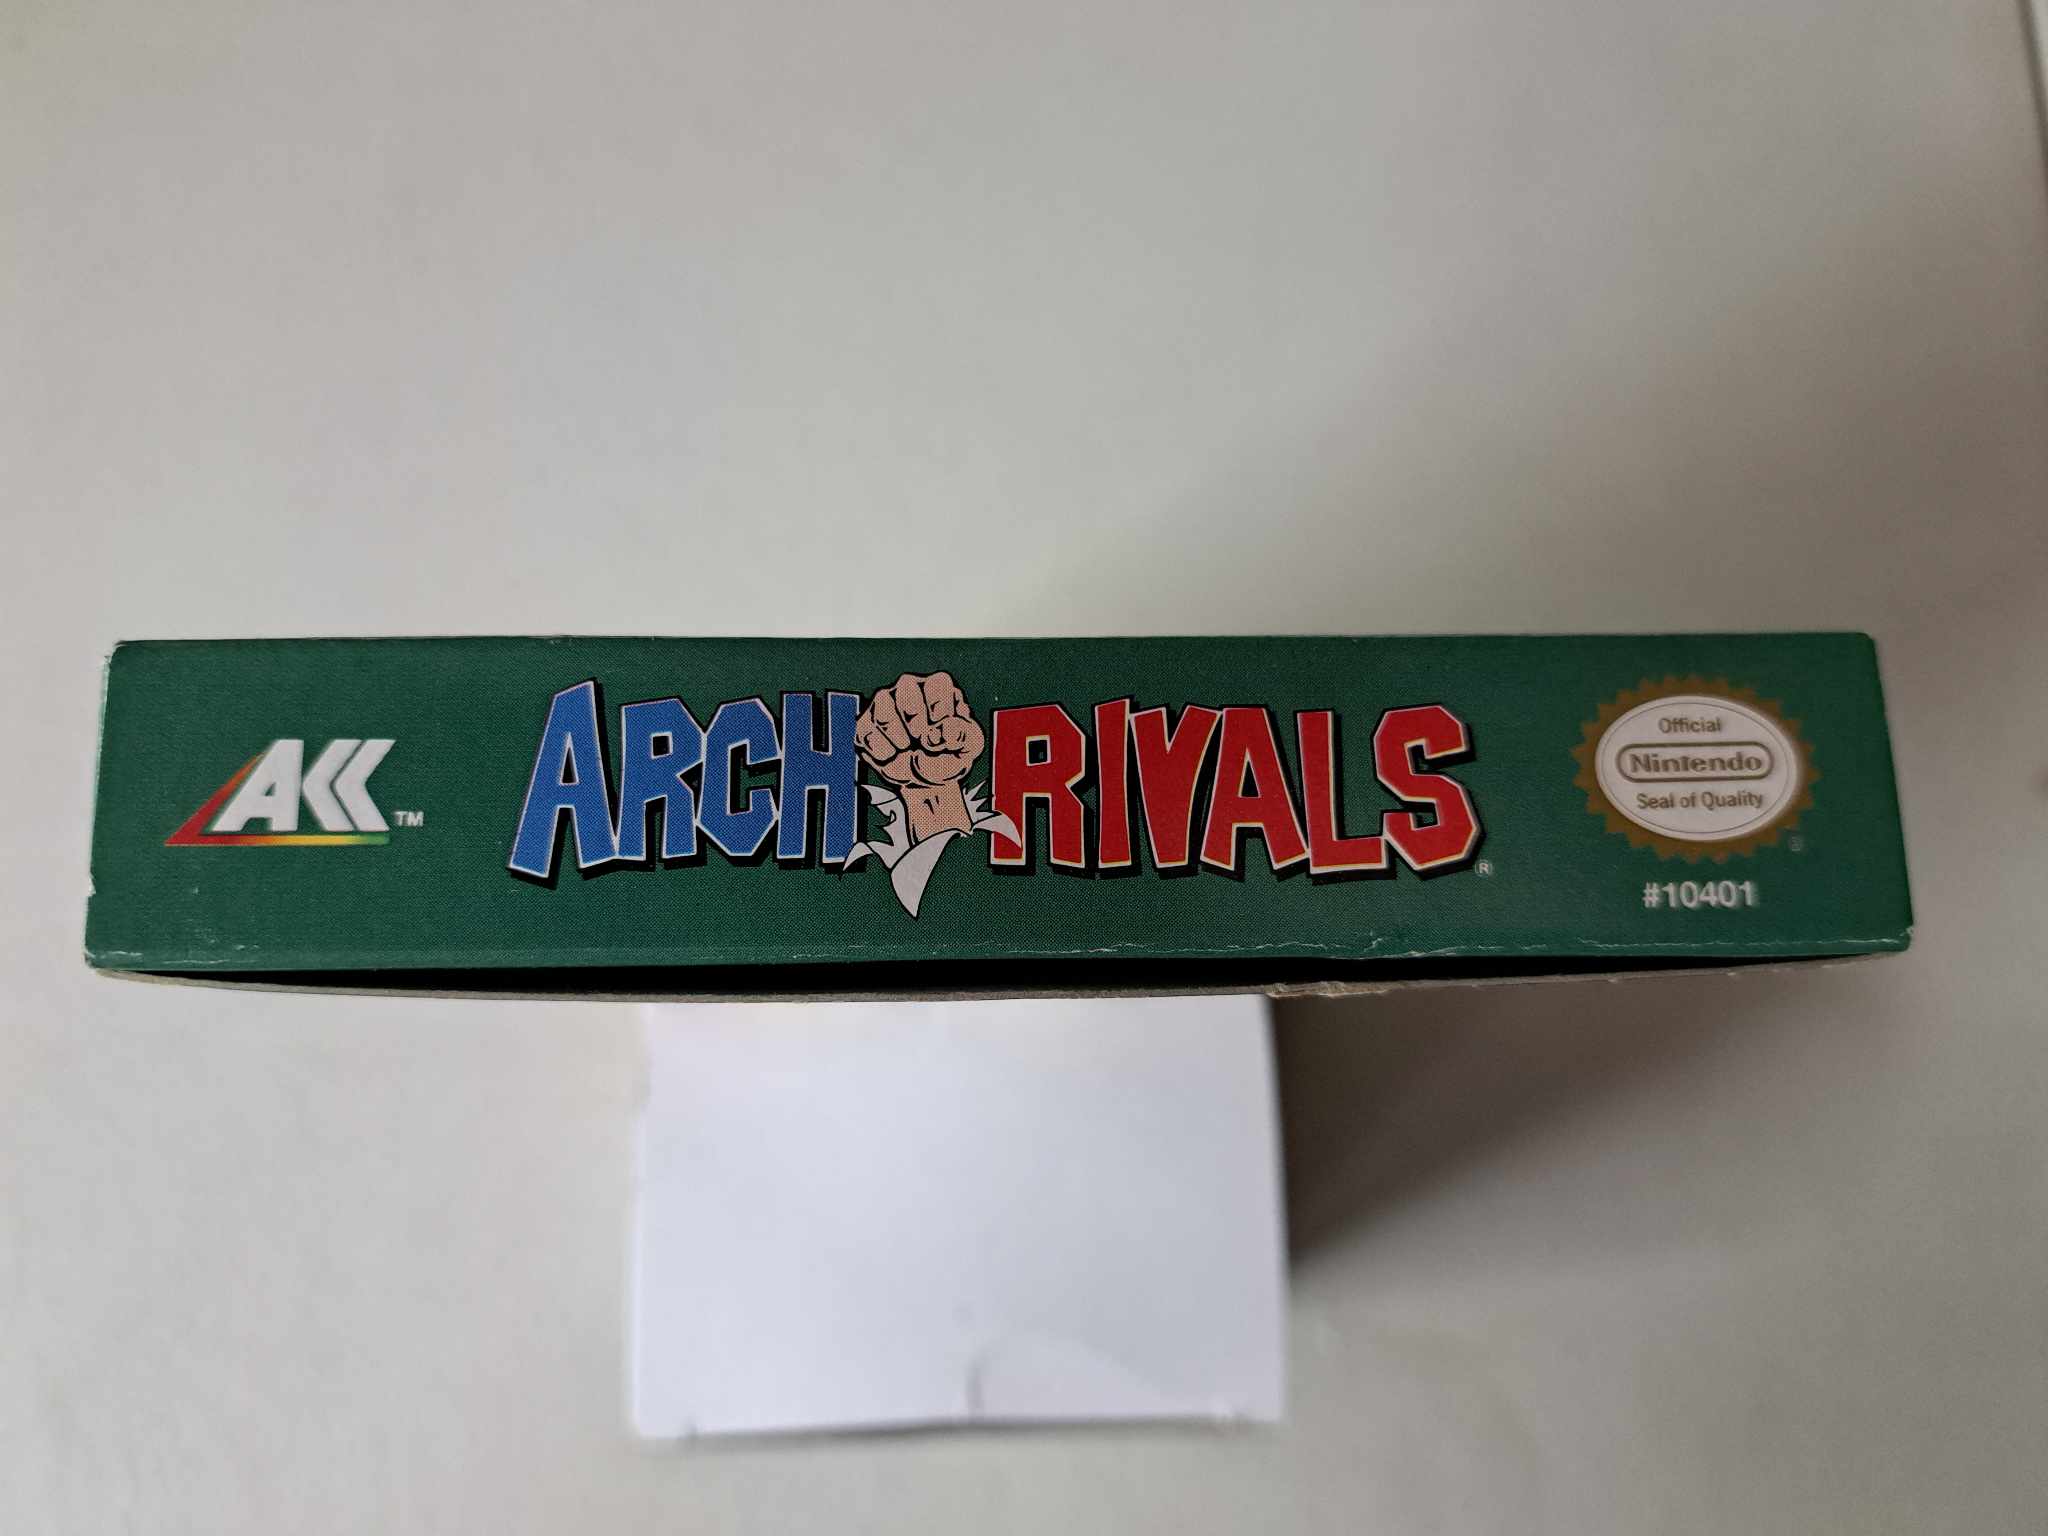 AKK™
ARCH RIVALS®
Official
Nintendo
Seal of Quality
®
#10401